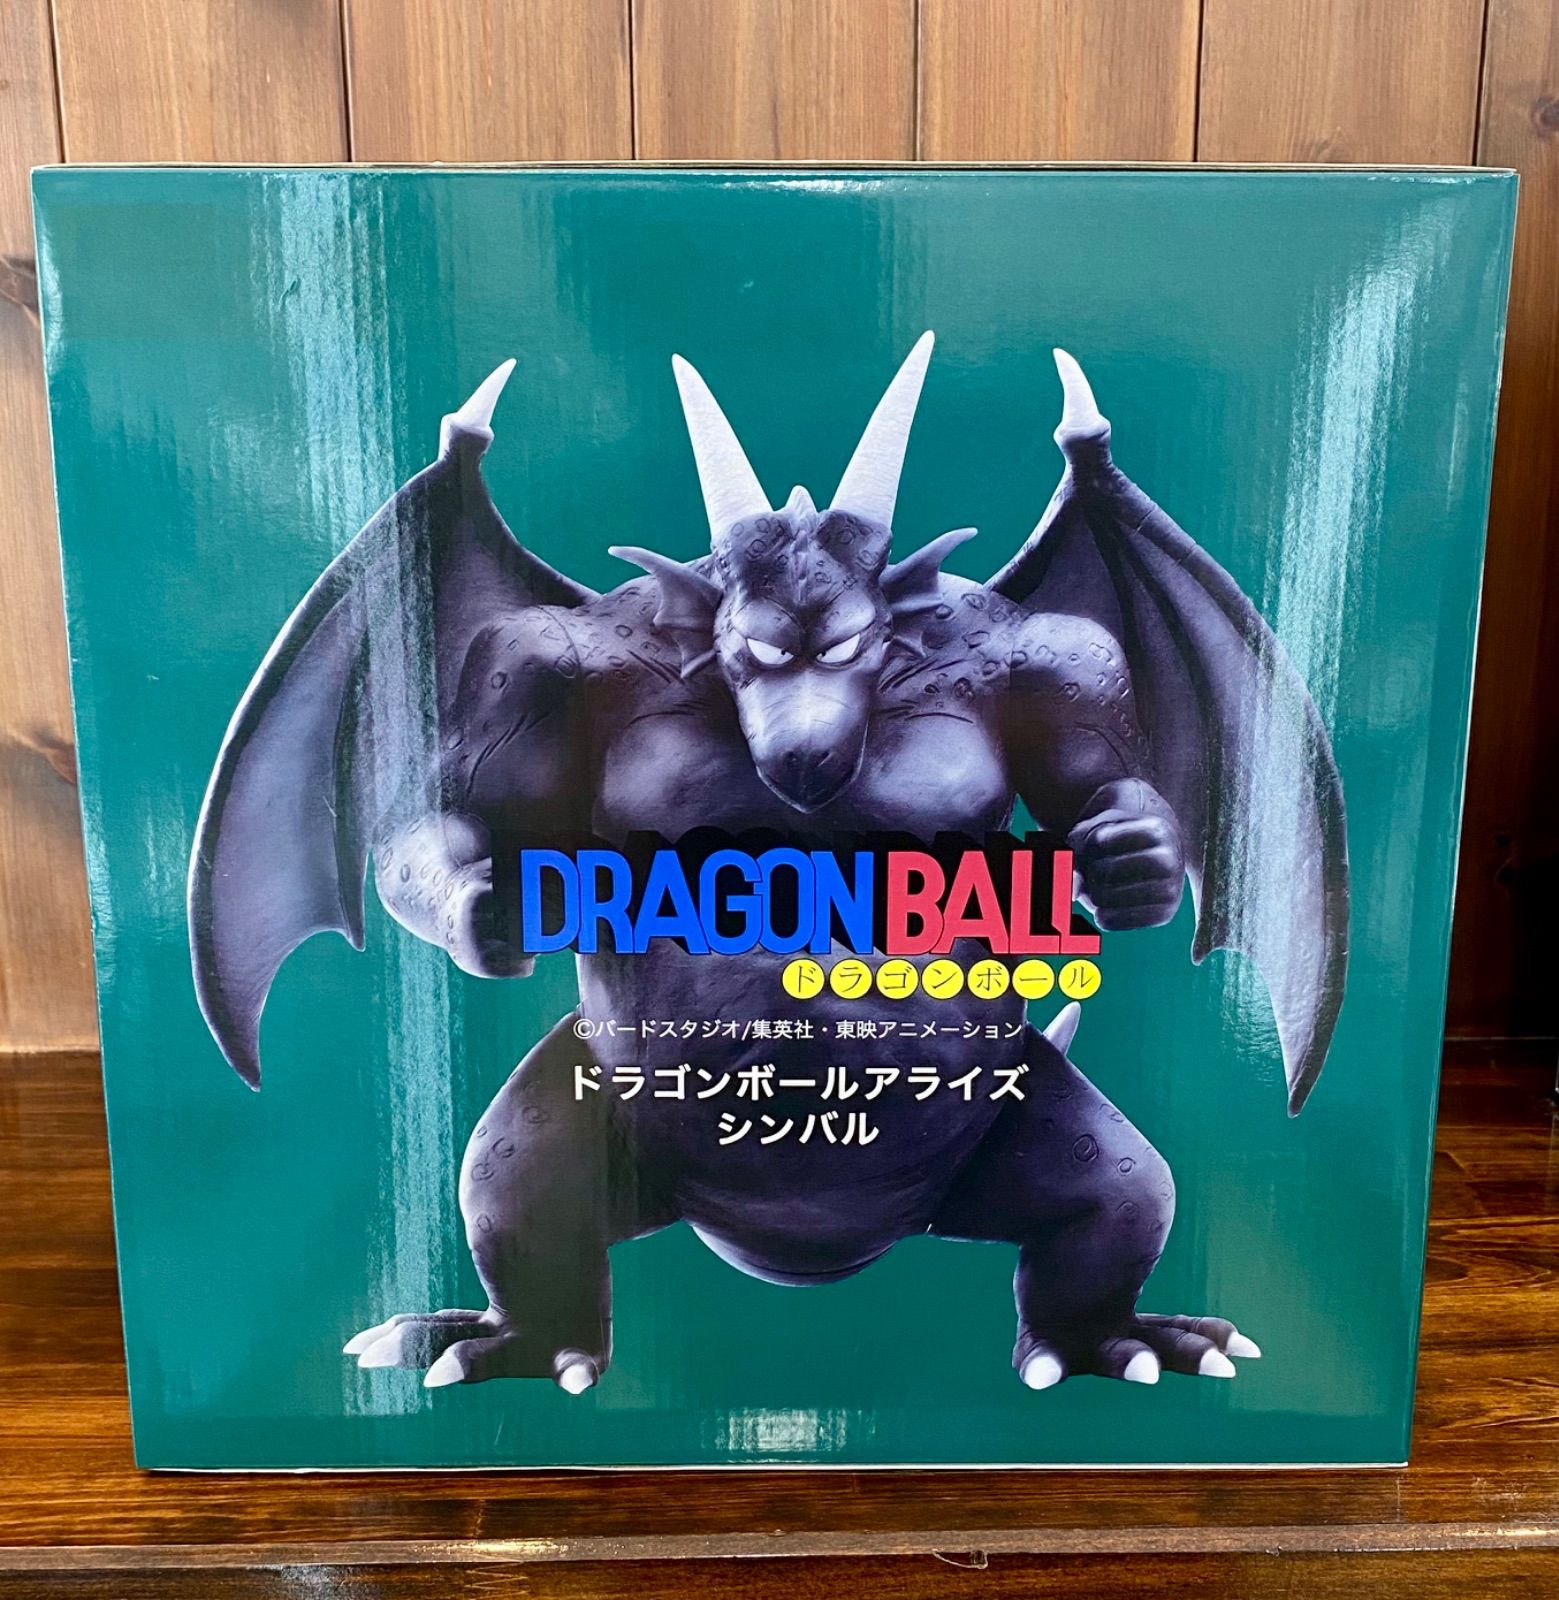 DRAGON BALL
ドラゴンボール
©バードスタジオ/集英社・東映アニメーション
ドラゴンボールアライズ
シンバル